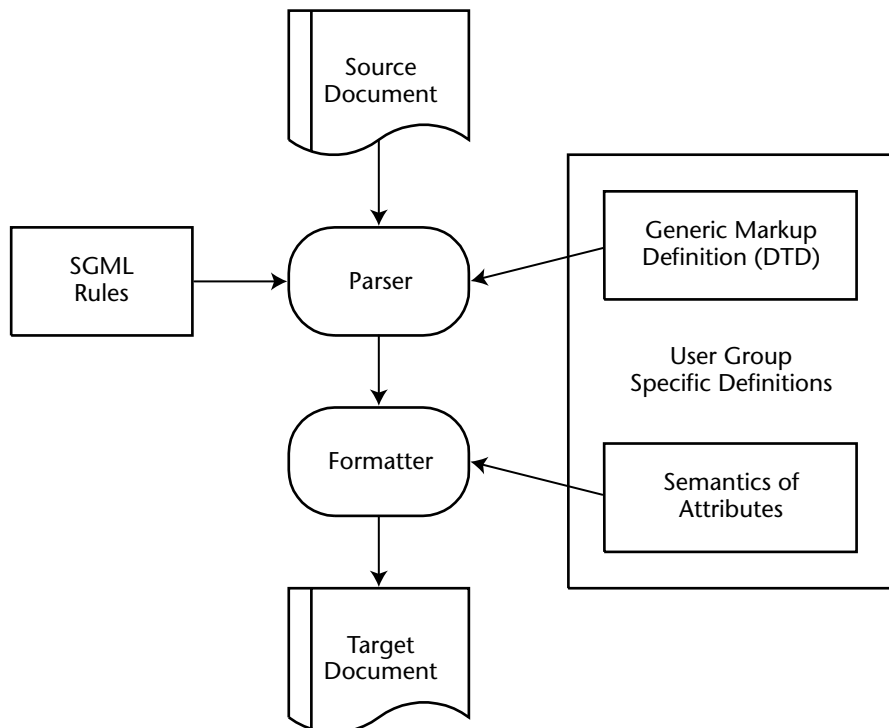 Source
Document
SGML
Rules
Parser
Generic Markup
Definition (DTD)
User Group
Specific Definitions
Formatter
Semantics of
Attributes
Target
Document